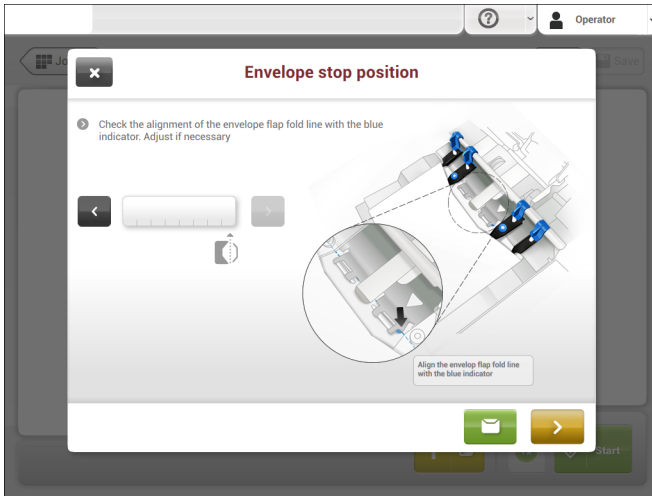 ?
Operator
Jo
Save
Envelope stop position
Check the alignment of the envelope flap fold line with the blue
indicator. Adjust if necessary
Align the envelop flap fold line
with the blue indicator
Start